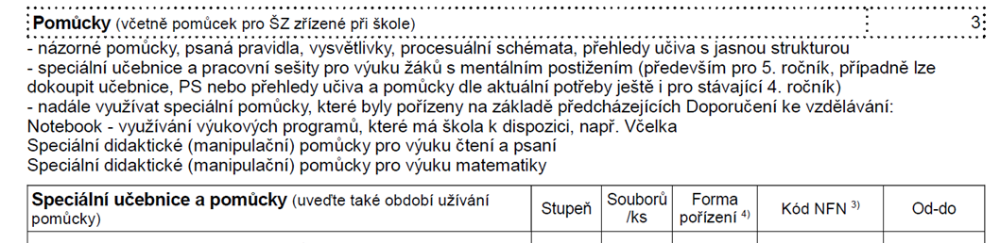 Pomůcky (včetně pomůcek pro ŠZ zřízené při škole) 3
- názorné pomůcky, psaná pravidla, vysvětlivky, procesuální schémata, přehledy učiva s jasnou strukturou
- speciální učebnice a pracovní sešity pro výuku žáků s mentálním postižením (především pro 5. ročník, případně lze
dokoupit učebnice, PS nebo přehledy učiva a pomůcky dle aktuální potřeby ještě i pro stávající 4. ročník)
- nadále využívat speciální pomůcky, které byly pořízeny na základě předcházejících Doporučení ke vzdělávání:
Notebook - využívání výukových programů, které má škola k dispozici, např. Včelka
Speciální didaktické (manipulační) pomůcky pro výuku čtení a psaní
Speciální didaktické (manipulační) pomůcky pro výuku matematiky
Speciální učebnice a pomůcky (uveďte také období užívání
pomůcky)
Stupeň
Souborů
/ks
Forma
pořízení 4)
Kód NFN 3)
Od-do